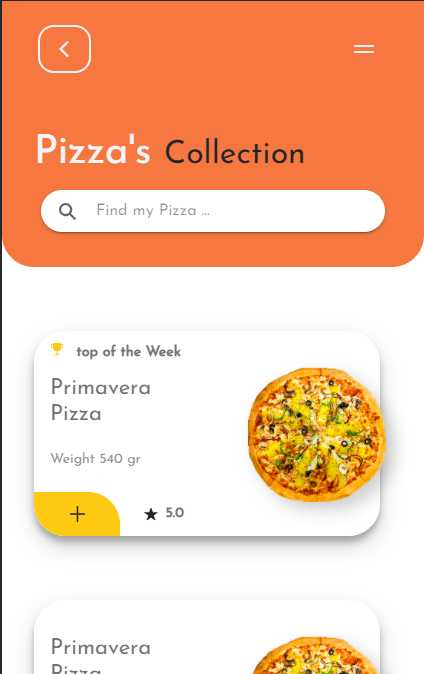 Pizza's Collection
Find my Pizza ...
top of the Week
Primavera
Pizza
Weight 540 gr
5.0
Primavera
Pizza